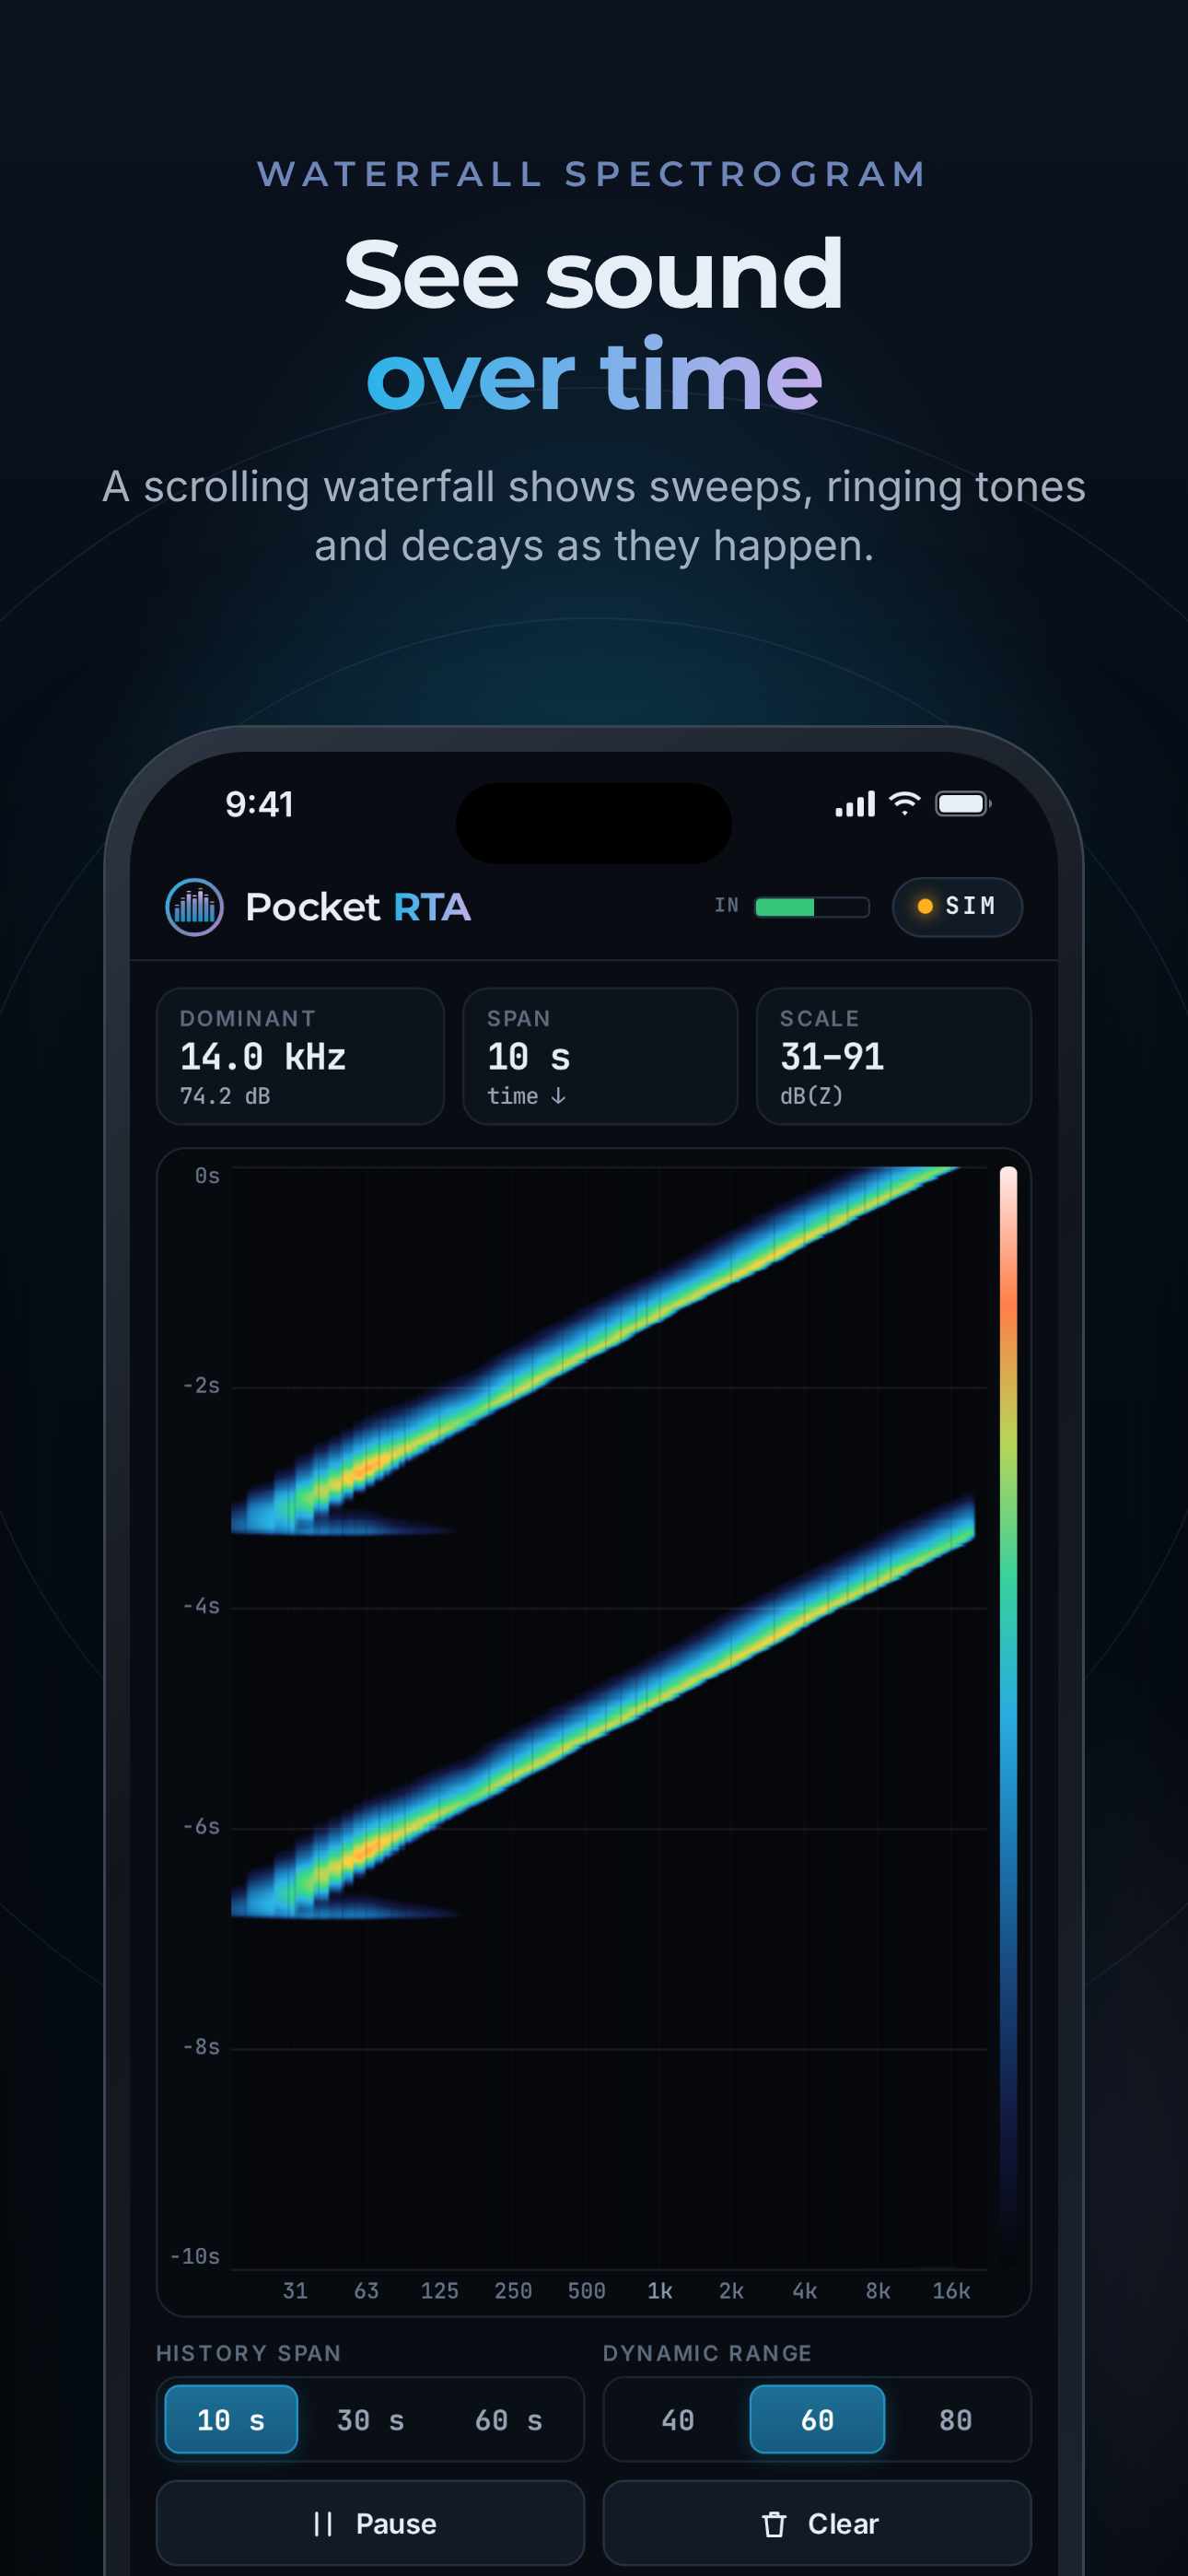 WATERFALL SPECTROGRAM
See sound
over time
A scrolling waterfall shows sweeps, ringing tones
and decays as they happen.
9:41
Pocket RTA
IN
SIM
DOMINANT
14.0 kHz
74.2 dB
SPAN
10 s
time ↓
SCALE
31–91
dB(Z)
0s
-2s
-4s
-6s
-8s
-10s
31 63 125 250 500 1k 2k 4k 8k 16k
HISTORY SPAN
10 s 30 s 60 s
DYNAMIC RANGE
40 60 80
Pause
Clear